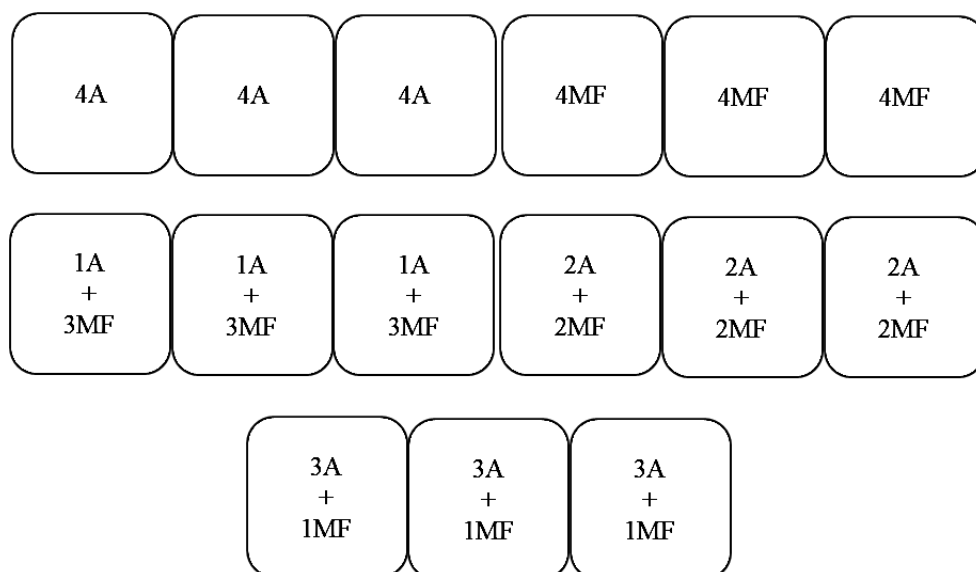 4A 4A 4A 4MF 4MF 4MF
1A 1A 1A 2A 2A 2A
+ + + + + +
3MF 3MF 3MF 2MF 2MF 2MF
3A 3A 3A
+ + +
1MF 1MF 1MF